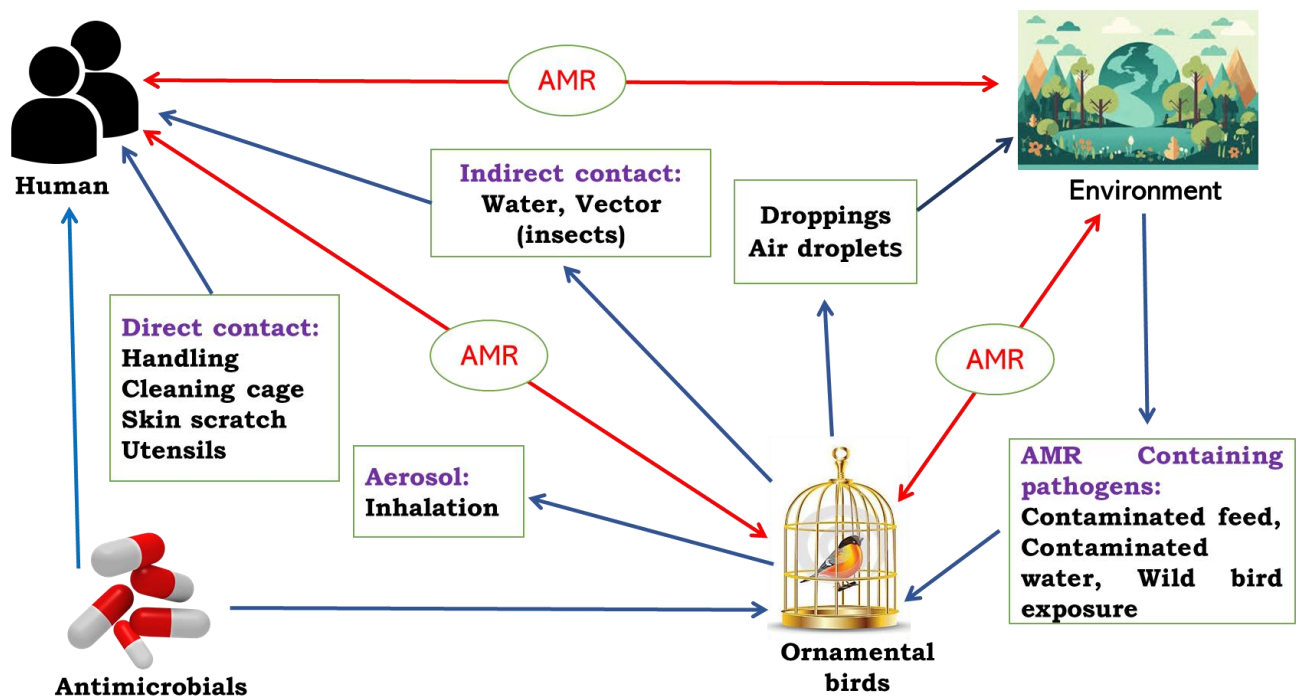 AMR
Human
Environment
Indirect contact:
Water, Vector
(insects)
Droppings
Air droplets
Direct contact:
Handling
Cleaning cage
Skin scratch
Utensils
AMR
AMR
Aerosol:
Inhalation
AMR Containing
pathogens:
Contaminated feed,
Contaminated
water, Wild bird
exposure
Antimicrobials
Ornamental
birds